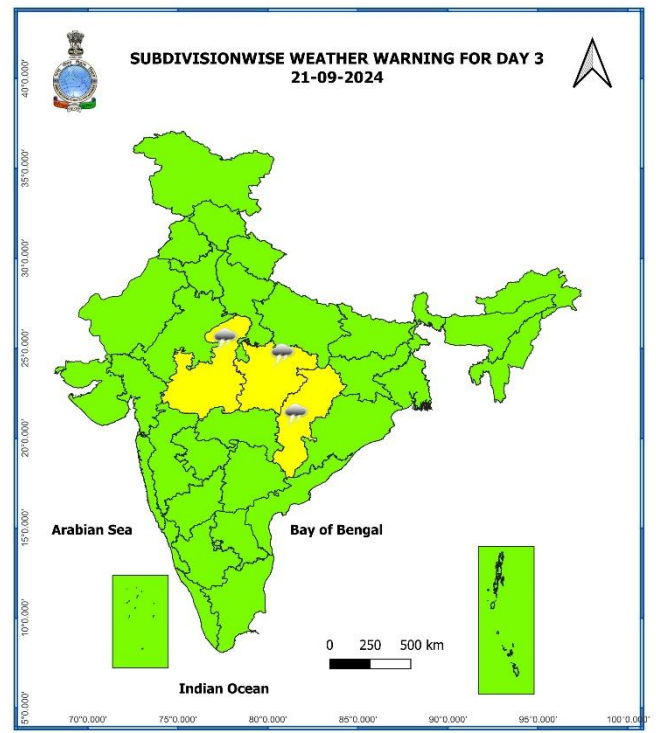 SUBDIVISIONWISE WEATHER WARNING FOR DAY 3
21-09-2024
40°0.000'
35°0.000'
30°0.000'
25°0.000'
20°0.000'
15°0.000'
10°0.000'
5°0.000'
Arabian Sea
Bay of Bengal
Indian Ocean
0 250 500 km
70°0.000' 75°0.000' 80°0.000' 85°0.000' 90°0.000' 95°0.000' 100°0.000'